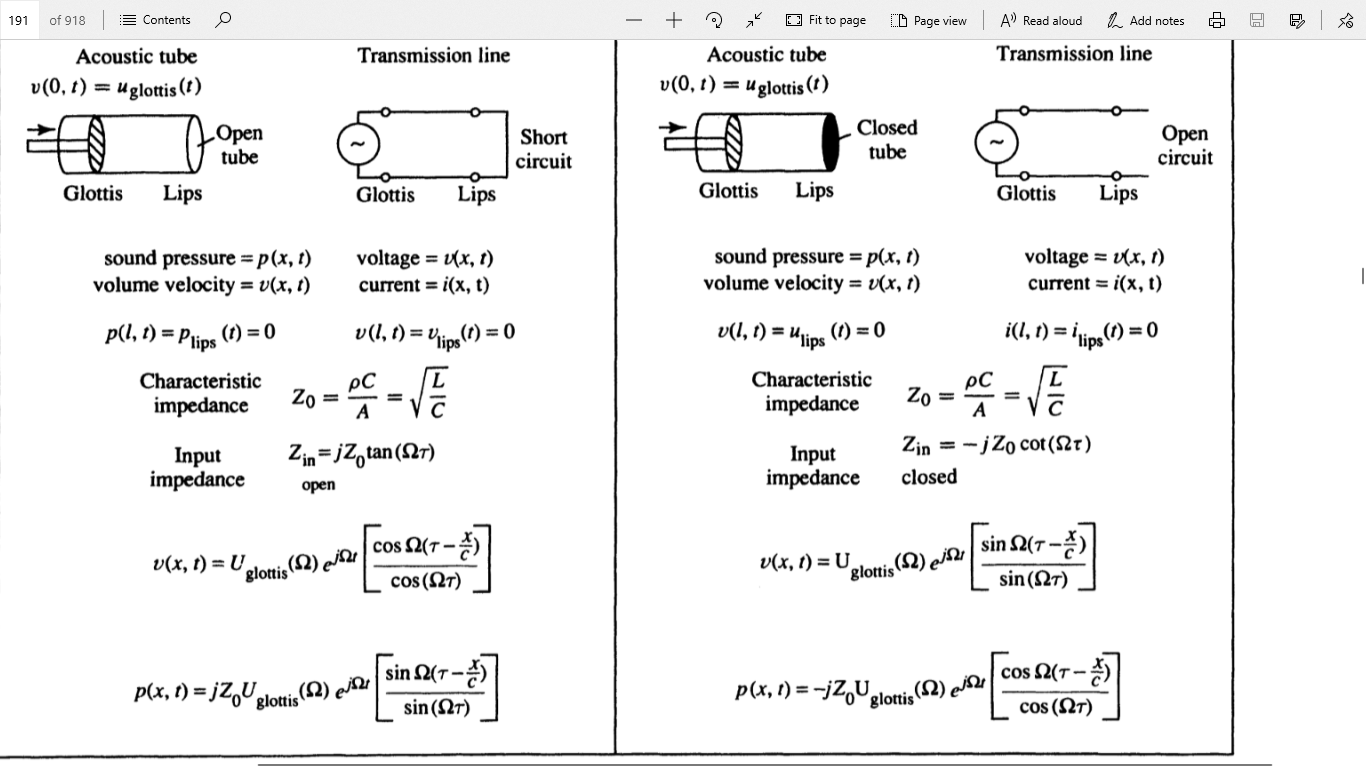 191 of 918 Contents Fit to page Page view Read aloud Add notes
Acoustic tube Transmission line
v(0, t) = u_glottis(t)
Open tube
Short circuit
Glottis Lips Glottis Lips
sound pressure = p(x, t) voltage = v(x, t)
volume velocity = v(x, t) current = i(x, t)
p(l, t) = p_lips (t) = 0 v(l, t) = v_lips(t) = 0
Characteristic impedance Z₀ = ρC/A = √(L/C)
Input impedance Z_in = jZ₀ tan(Ωτ)
open
v(x, t) = U_glottis(Ω) e^{jΩt} [cos Ω(τ − x/c) / cos(Ωτ)]
p(x, t) = jZ₀U_glottis(Ω) e^{jΩt} [sin Ω(τ − x/c) / sin(Ωτ)]
Acoustic tube Transmission line
v(0, t) = u_glottis(t)
Closed tube
Open circuit
Glottis Lips Glottis Lips
sound pressure = p(x, t) voltage = v(x, t)
volume velocity = v(x, t) current = i(x, t)
v(l, t) = u_lips (t) = 0 i(l, t) = i_lips(t) = 0
Characteristic impedance Z₀ = ρC/A = √(L/C)
Input impedance Z_in = −jZ₀ cot(Ωτ)
closed
v(x, t) = U_glottis(Ω) e^{jΩt} [sin Ω(τ − x/c) / sin(Ωτ)]
p(x, t) = −jZ₀U_glottis(Ω) e^{jΩt} [cos Ω(τ − x/c) / cos (Ωτ)]